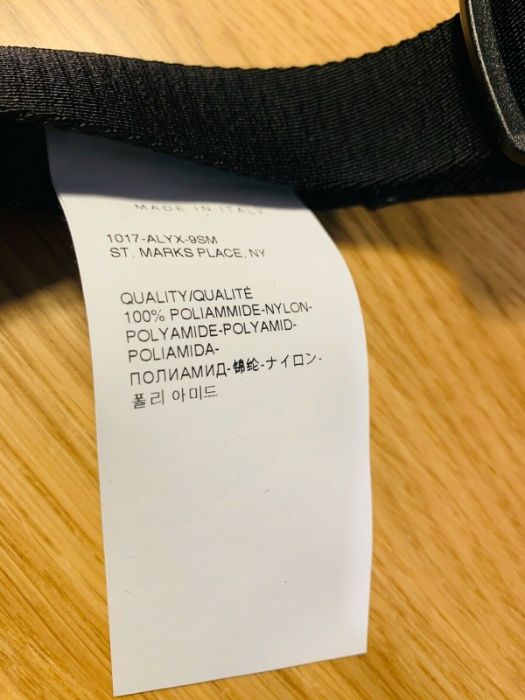 MADE IN ITALY
1017-ALYX-9SM
ST. MARKS PLACE, NY
QUALITY/QUALITÉ
100% POLIAMMIDE-NYLON-
POLYAMIDE-POLYAMID-
POLIAMIDA-
ПОЛИАМИД-锦纶-ナイロン-
폴리 아미드